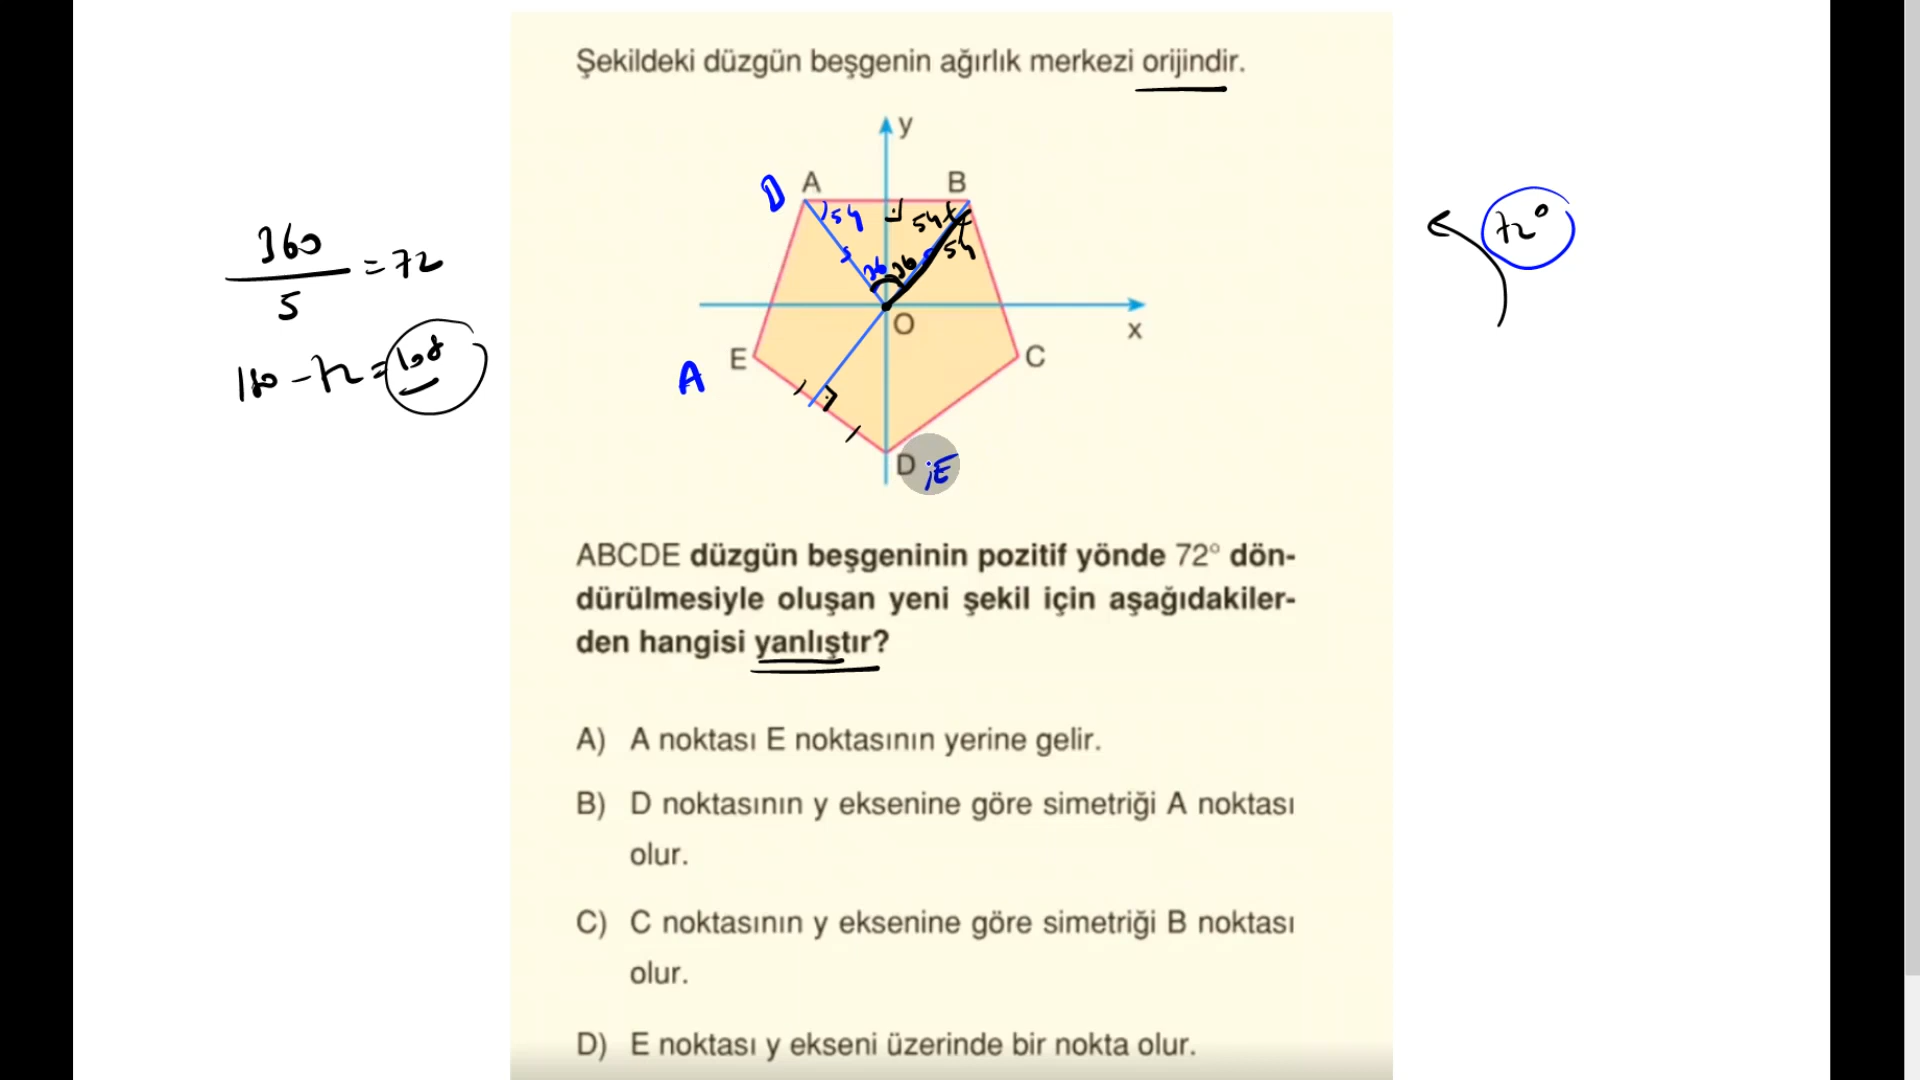 Şekildeki düzgün beşgenin ağırlık merkezi orijindir.
y
D A B
54 54 54
36 36
360
5
= 72
180 - 72 = 108
72°
O
x
E C
A
D ; E
ABCDE düzgün beşgeninin pozitif yönde 72° dön-
dürülmesiyle oluşan yeni şekil için aşağıdakiler-
den hangisi yanlıştır?
A) A noktası E noktasının yerine gelir.
B) D noktasının y eksenine göre simetriği A noktası
olur.
C) C noktasının y eksenine göre simetriği B noktası
olur.
D) E noktası y ekseni üzerinde bir nokta olur.